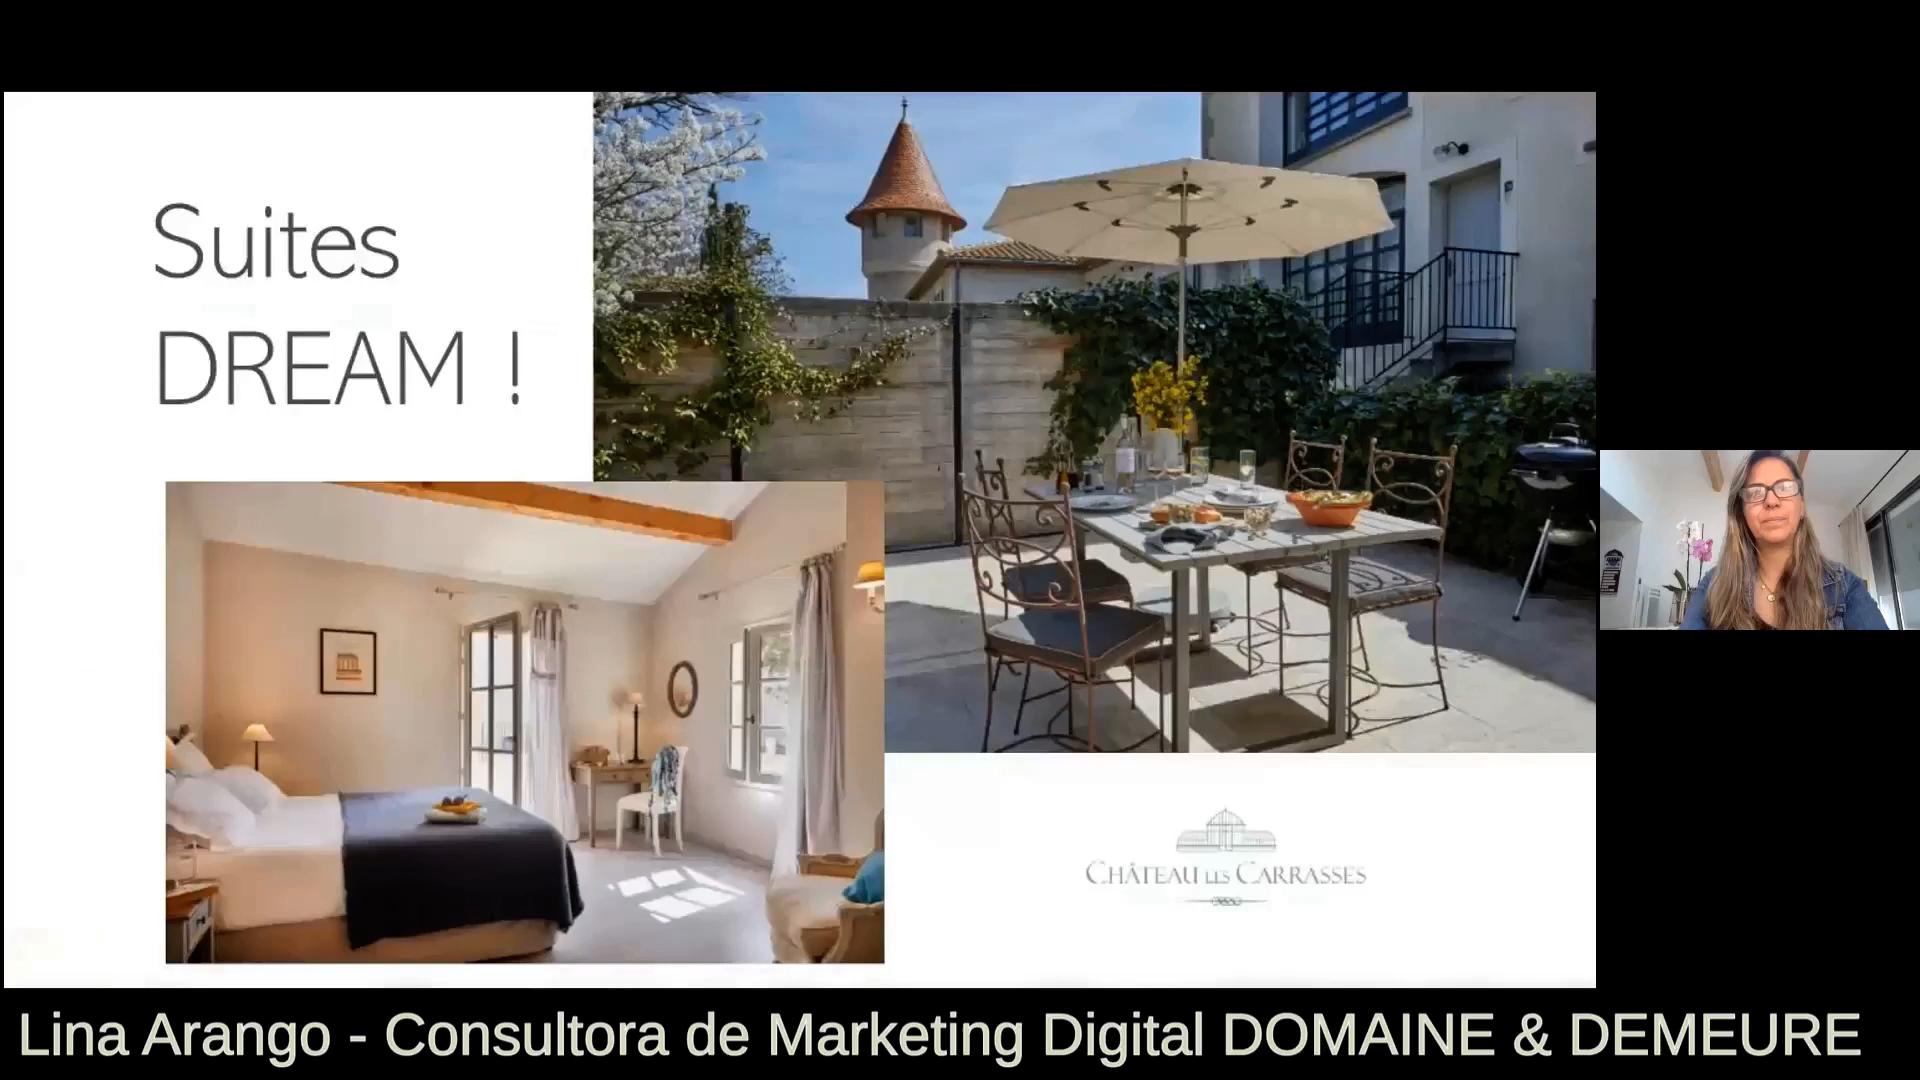 Suites
DREAM !
CHÂTEAU LES CARRASSES
Lina Arango - Consultora de Marketing Digital DOMAINE & DEMEURE